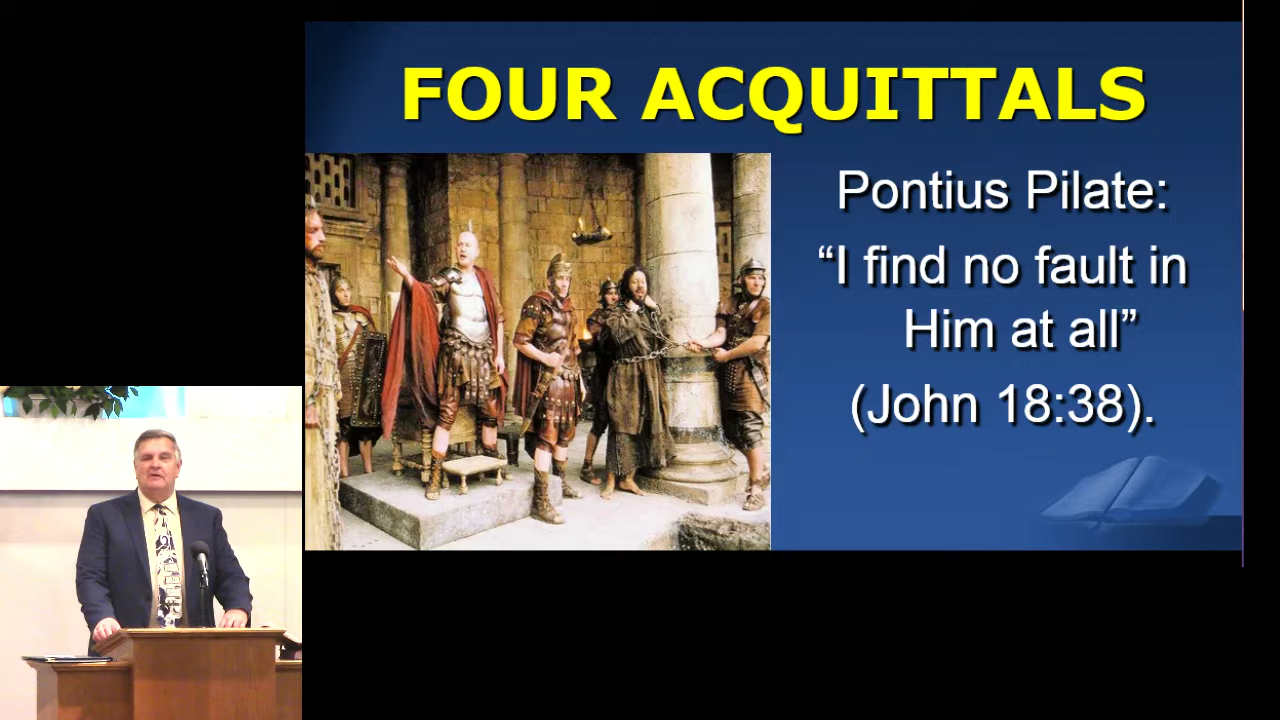 FOUR ACQUITTALS
Pontius Pilate:
“I find no fault in
Him at all”
(John 18:38).